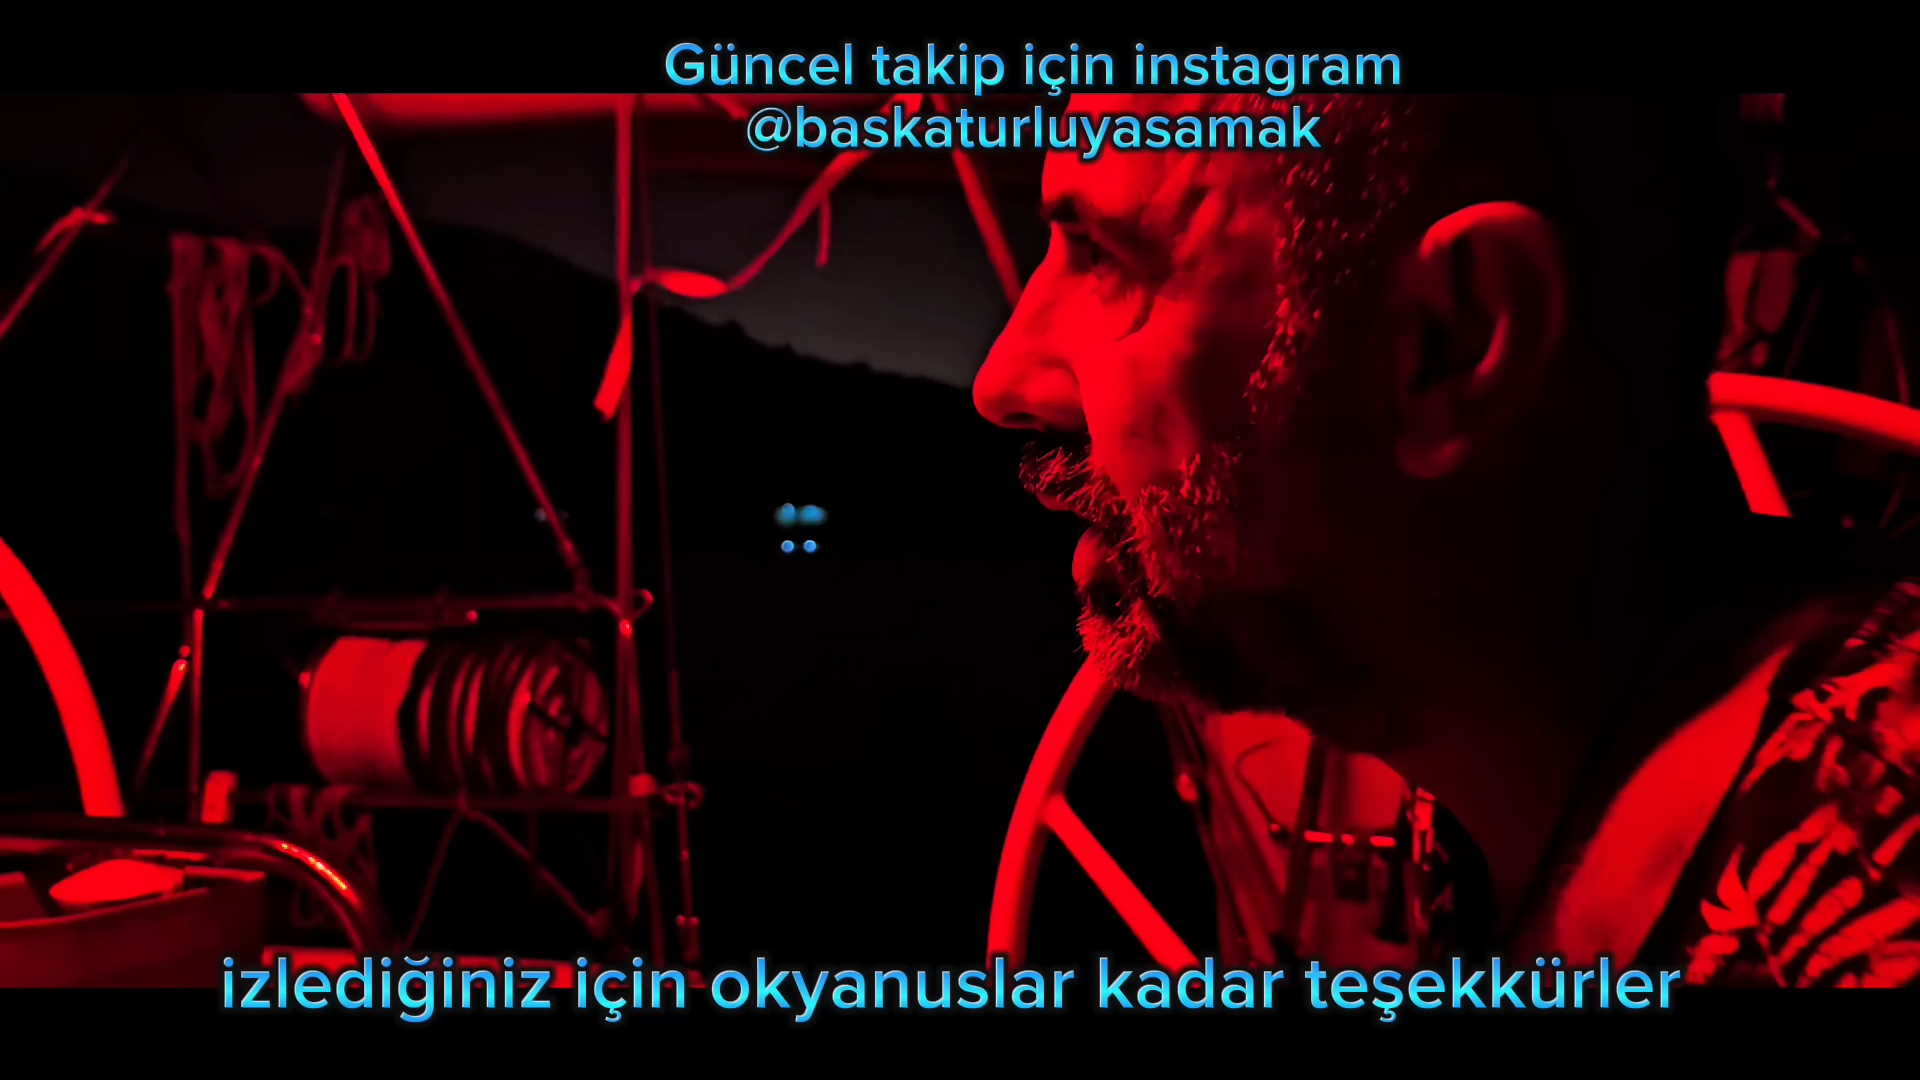 Güncel takip için instagram
@baskaturluyasamak
izlediğiniz için okyanuslar kadar teşekkürler